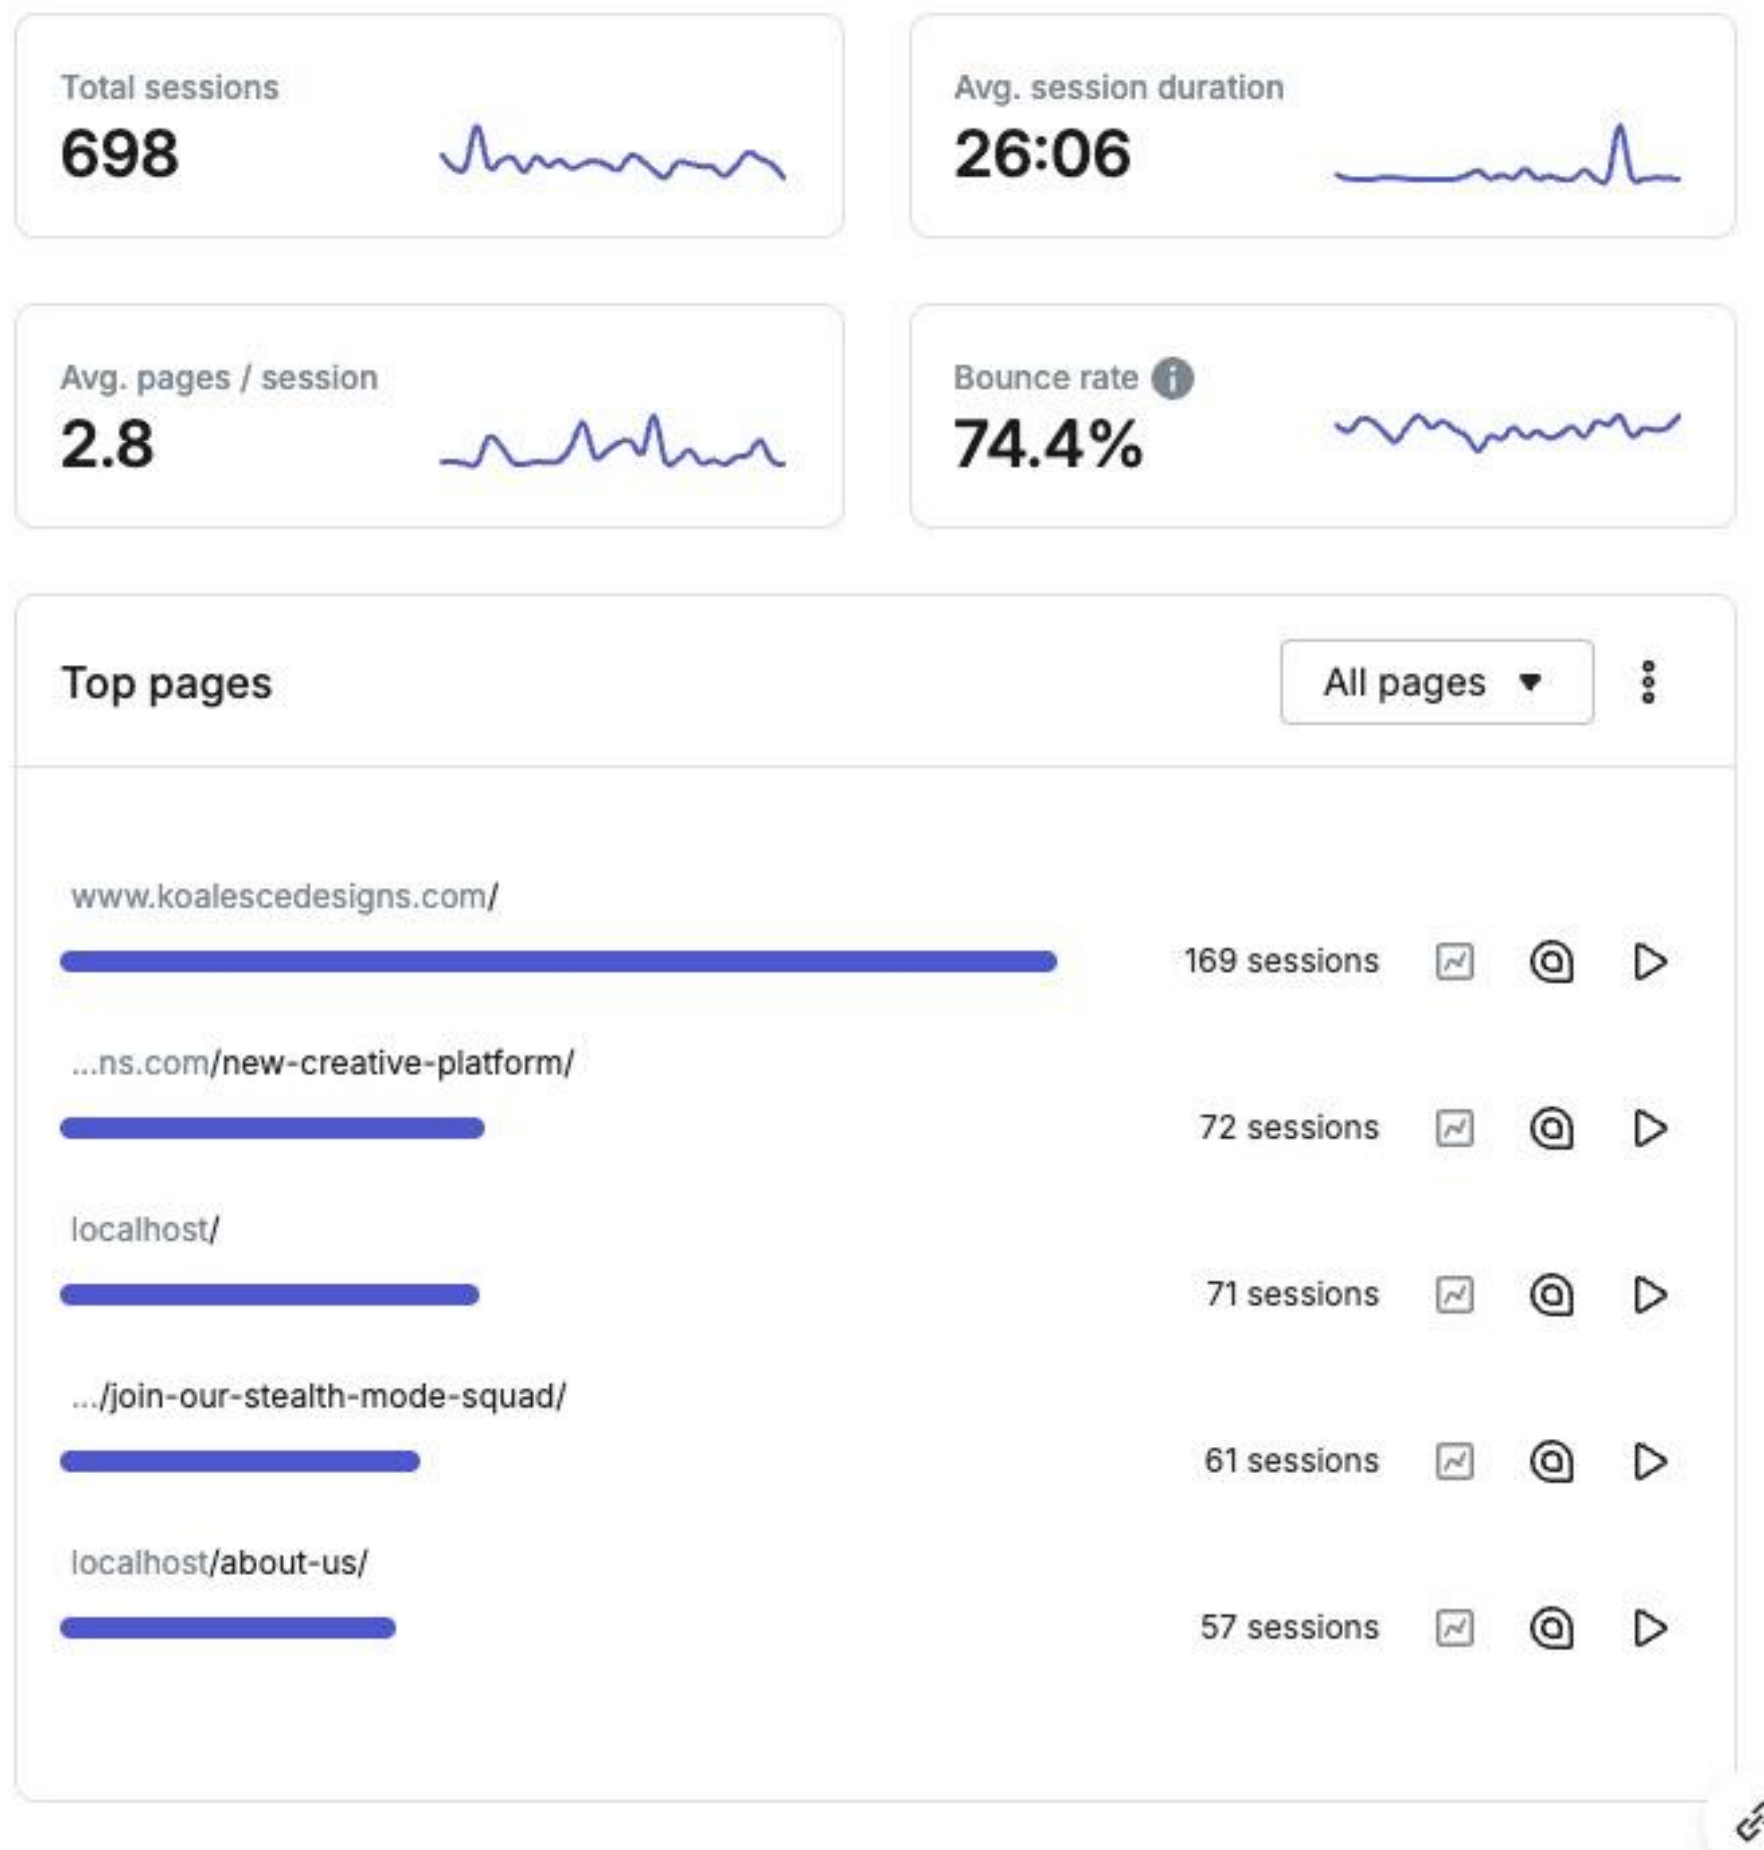 Total sessions
698
Avg. session duration
26:06
Avg. pages / session
2.8
Bounce rate
74.4%
Top pages
All pages
www.koalescedesigns.com/
169 sessions
...ns.com/new-creative-platform/
72 sessions
localhost/
71 sessions
.../join-our-stealth-mode-squad/
61 sessions
localhost/about-us/
57 sessions